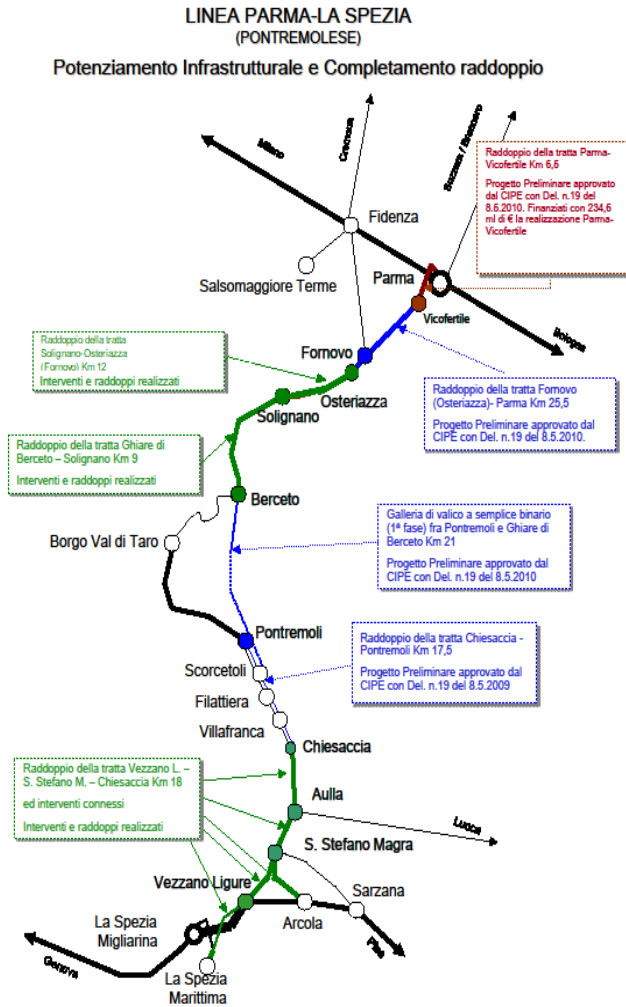 LINEA PARMA-LA SPEZIA
(PONTREMOLESE)
Potenziamento Infrastrutturale e Completamento raddoppio
Milano
Cremona
Suzzara / Brennero
Raddoppio della tratta Parma-
Vicofertile Km 6,5
Progetto Preliminare approvato
dal CIPE con Del. n.19 del
8.5.2010. Finanziati con 234,6
ml di € la realizzazione Parma-
Vicofertile
Fidenza
Salsomaggiore Terme
Parma
Vicofertile
Bologna
Raddoppio della tratta
Solignano-Osteriazza
(Fornovo) Km 12
Interventi e raddoppi realizzati
Fornovo
Osteriazza
Solignano
Raddoppio della tratta Fornovo
(Osteriazza)- Parma Km 25,5
Progetto Preliminare approvato dal
CIPE con Del. n.19 del 8.5.2010.
Raddoppio della tratta Ghiare di
Berceto – Solignano Km 9
Interventi e raddoppi realizzati
Berceto
Borgo Val di Taro
Galleria di valico a semplice binario
(1ª fase) fra Pontremoli e Ghiare di
Berceto Km 21
Progetto Preliminare approvato dal
CIPE con Del. n.19 del 8.5.2010
Pontremoli
Scorcetoli
Filattiera
Villafranca
Chiesaccia
Raddoppio della tratta Chiesaccia -
Pontremoli Km 17,5
Progetto Preliminare approvato dal
CIPE con Del. n.19 del 8.5.2009
Raddoppio della tratta Vezzano L. –
S. Stefano M. – Chiesaccia Km 18
ed interventi connessi
Interventi e raddoppi realizzati
Aulla
Lucca
S. Stefano Magra
Vezzano Ligure
Sarzana
Arcola
La Spezia
Migliarina
Pisa
Genova
La Spezia
Marittima